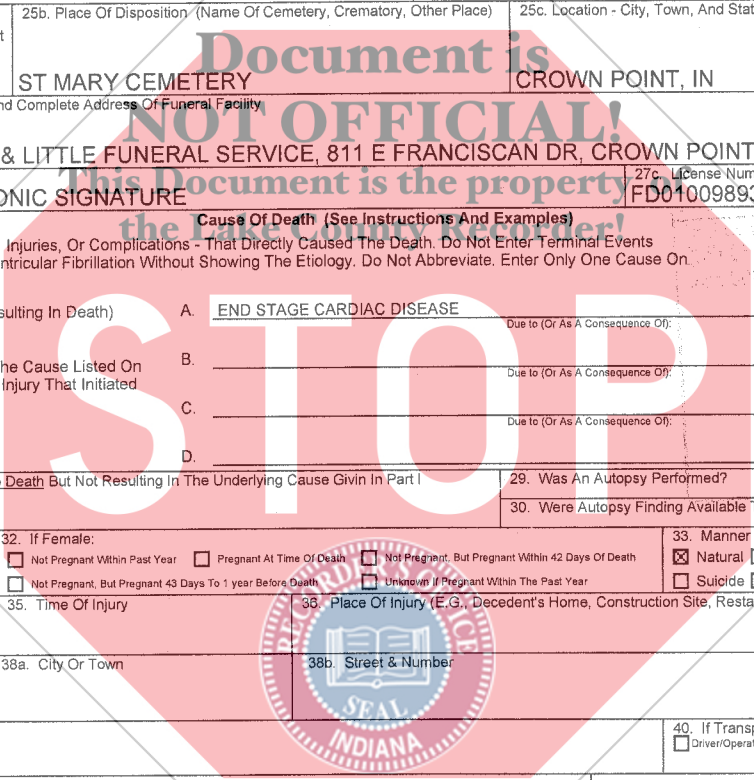 25b. Place Of Disposition (Name Of Cemetery, Crematory, Other Place) 25c. Location - City, Town, And Stat
Document is
ST MARY CEMETERY CROWN POINT, IN
nd Complete Address Of Funeral Facility
NOT OFFICIAL!
& LITTLE FUNERAL SERVICE, 811 E FRANCISCAN DR, CROWN POINT
This Document is the property of
27c. License Num
ONIC SIGNATURE FD01009893
Cause Of Death (See Instructions And Examples)
the Lake County Recorder!
Injuries, Or Complications - That Directly Caused The Death. Do Not Enter Terminal Events
ntricular Fibrillation Without Showing The Etiology. Do Not Abbreviate. Enter Only One Cause On
STOP
sulting In Death) A. END STAGE CARDIAC DISEASE
Due to (Or As A Consequence Of):
he Cause Listed On B.
Due to (Or As A Consequence Of):
Injury That Initiated
C.
Due to (Or As A Consequence Of):
D.
Death But Not Resulting In The Underlying Cause Givin In Part I 29. Was An Autopsy Performed?
30. Were Autopsy Finding Available
32. If Female: 33. Manner
Not Pregnant Within Past Year Pregnant At Time Of Death Not Pregnant, But Pregnant Within 42 Days Of Death Natural
Not Pregnant, But Pregnant 43 Days To 1 year Before Death Unknown If Pregnant Within The Past Year Suicide
35. Time Of Injury 36. Place Of Injury (E.G., Decedent's Home, Construction Site, Resta
RECORDER'S OFFICE
38a. City Or Town 38b. Street & Number
SEAL
INDIANA
40. If Transp
Driver/Operat